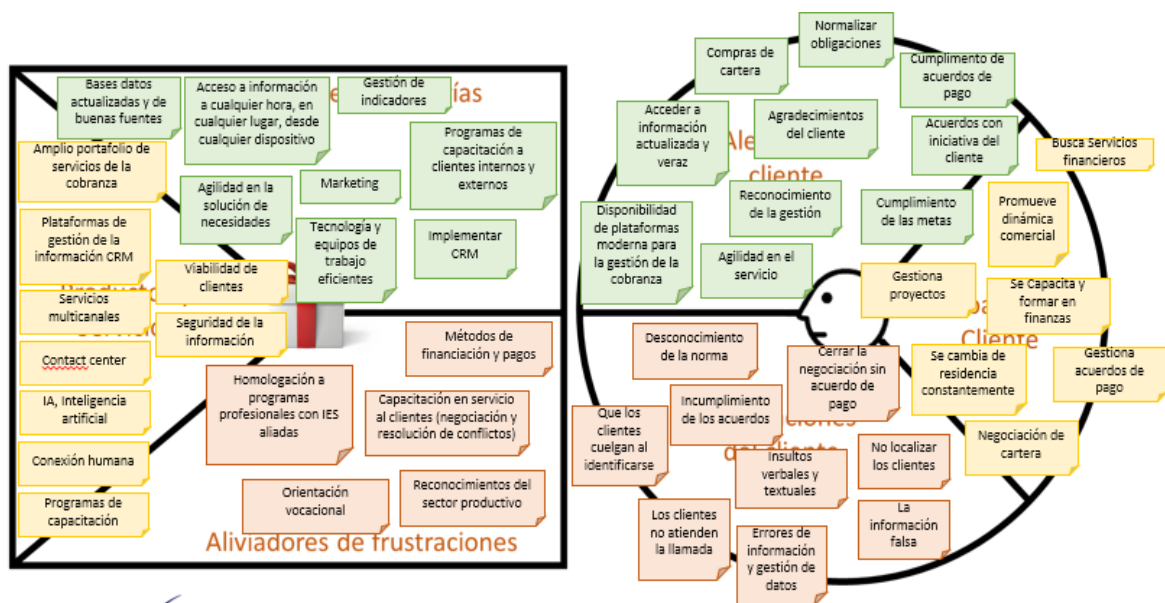 Bases datos
actualizadas y de
buenas fuentes
Acceso a información
a cualquier hora, en
cualquier lugar, desde
cualquier dispositivo
Gestión de
indicadores
Programas de
capacitación a
clientes internos y
externos
Agilidad en la
solución de
necesidades
Marketing
Tecnología y
equipos de
trabajo
eficientes
Implementar
CRM
Amplio portafolio de
servicios de la
cobranza
Plataformas de
gestión de la
información CRM
Viabilidad de
clientes
Servicios
multicanales
Seguridad de la
información
Contact center
IA, Inteligencia
artificial
Conexión humana
Programas de
capacitación
Métodos de
financiación y pagos
Homologación a
programas
profesionales con IES
aliadas
Capacitación en servicio
al clientes (negociación y
resolución de conflictos)
Orientación
vocacional
Reconocimientos del
sector productivo
Aliviadores de frustraciones
Normalizar
obligaciones
Compras de
cartera
Cumplimento de
acuerdos de
pago
Acceder a
información
actualizada y
veraz
Agradecimientos
del cliente
Acuerdos con
iniciativa del
cliente
cliente
Reconocimiento
de la gestión
Cumplimiento
de las metas
Disponibilidad
de plataformas
moderna para
la gestión de la
cobranza
Agilidad en el
servicio
Busca Servicios
financieros
Promueve
dinámica
comercial
Gestiona
proyectos
Se Capacita y
formar en
finanzas
Cliente
Se cambia de
residencia
constantemente
Gestiona
acuerdos de
pago
Negociación de
cartera
Desconocimiento
de la norma
Cerrar la
negociación sin
acuerdo de
pago
Incumplimiento
de los acuerdos
Que los
clientes
cuelgan al
identificarse
Insultos
verbales y
textuales
No localizar
los clientes
Los clientes
no atienden
la llamada
Errores de
información
y gestión de
datos
La
información
falsa